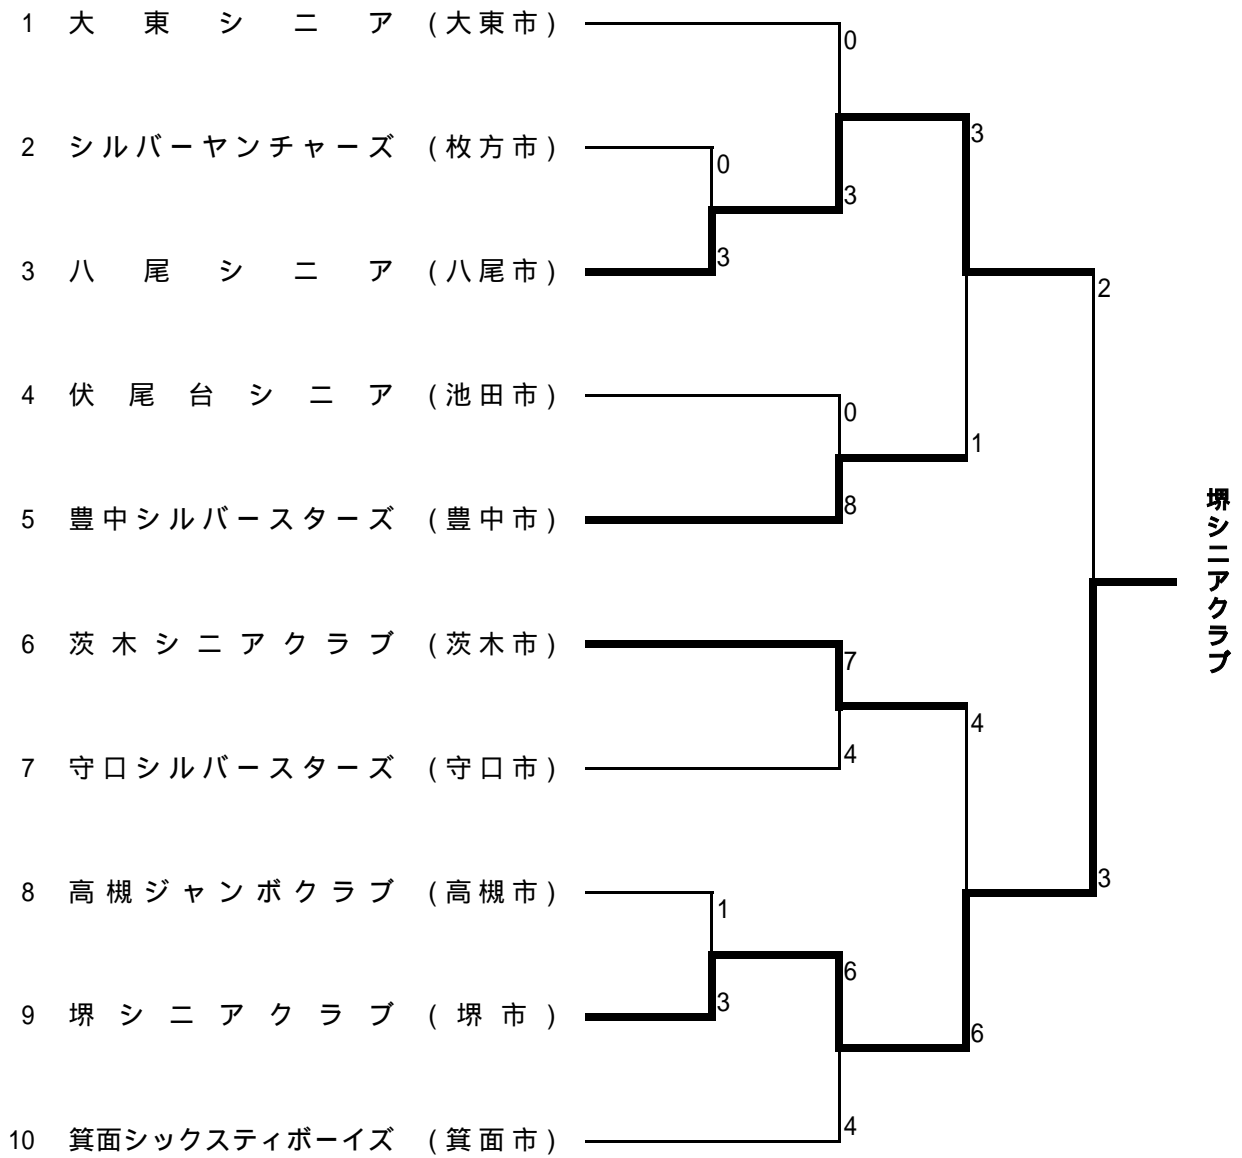 1 大東シニア (大東市)
0
3
2 シルバーヤンチャーズ (枚方市)
0
3
3
3 八尾シニア (八尾市)
2
4 伏尾台シニア (池田市)
0
1
8
5 豊中シルバースターズ (豊中市)
堺シニアクラブ
6 茨木シニアクラブ (茨木市)
7
4
4
7 守口シルバースターズ (守口市)
3
8 高槻ジャンボクラブ (高槻市)
1
6
3
9 堺シニアクラブ (堺市)
6
4
10 箕面シックスティボーイズ (箕面市)